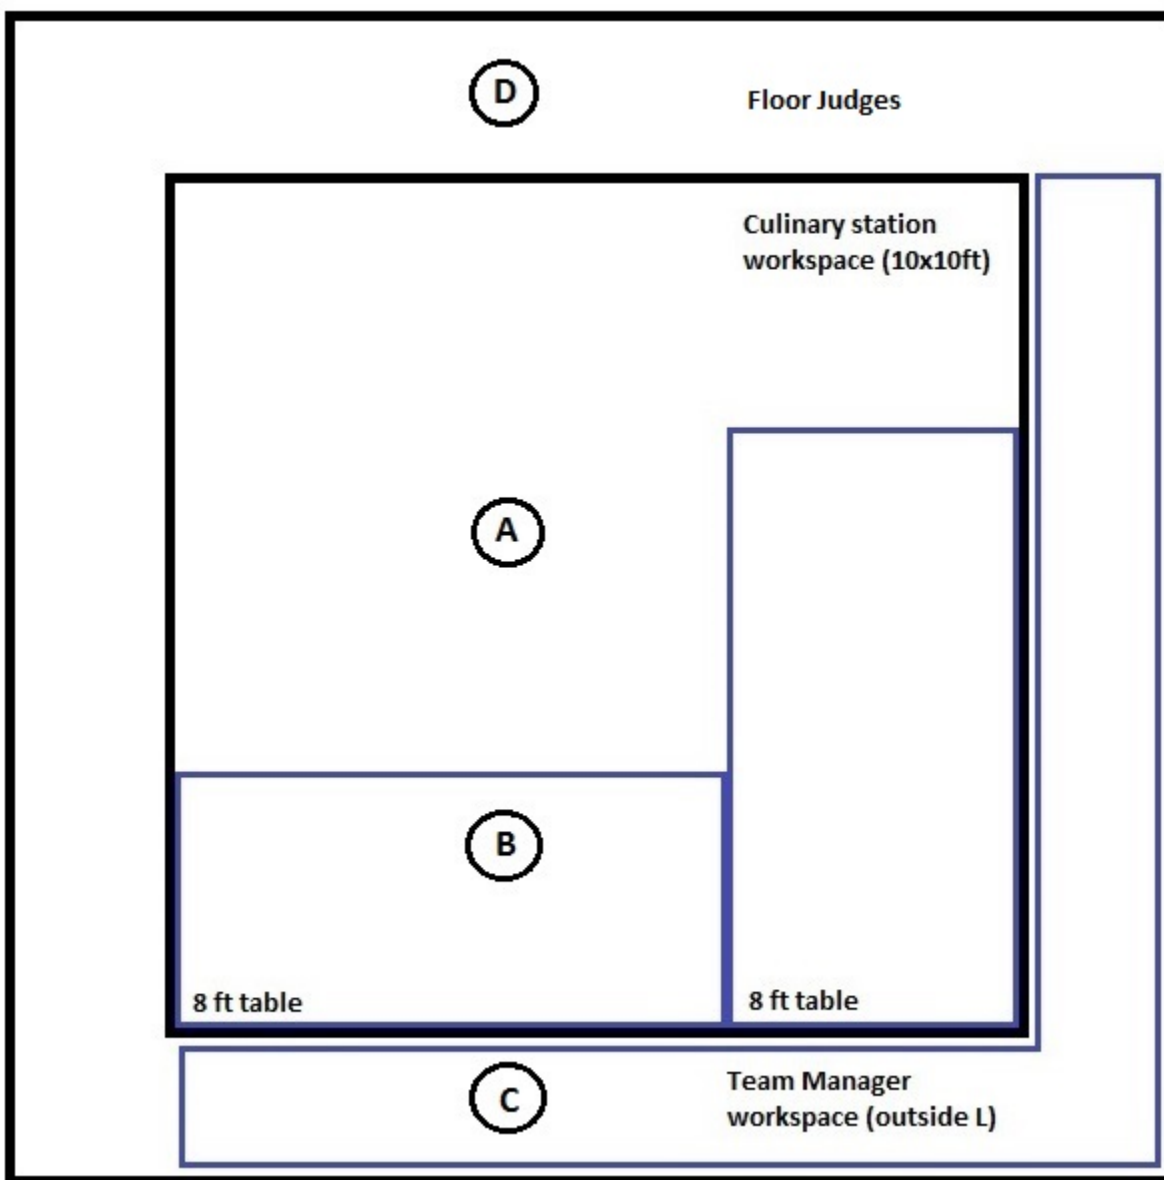 D
Floor Judges
Culinary station
workspace (10x10ft)
A
B
8 ft table
8 ft table
C
Team Manager
workspace (outside L)